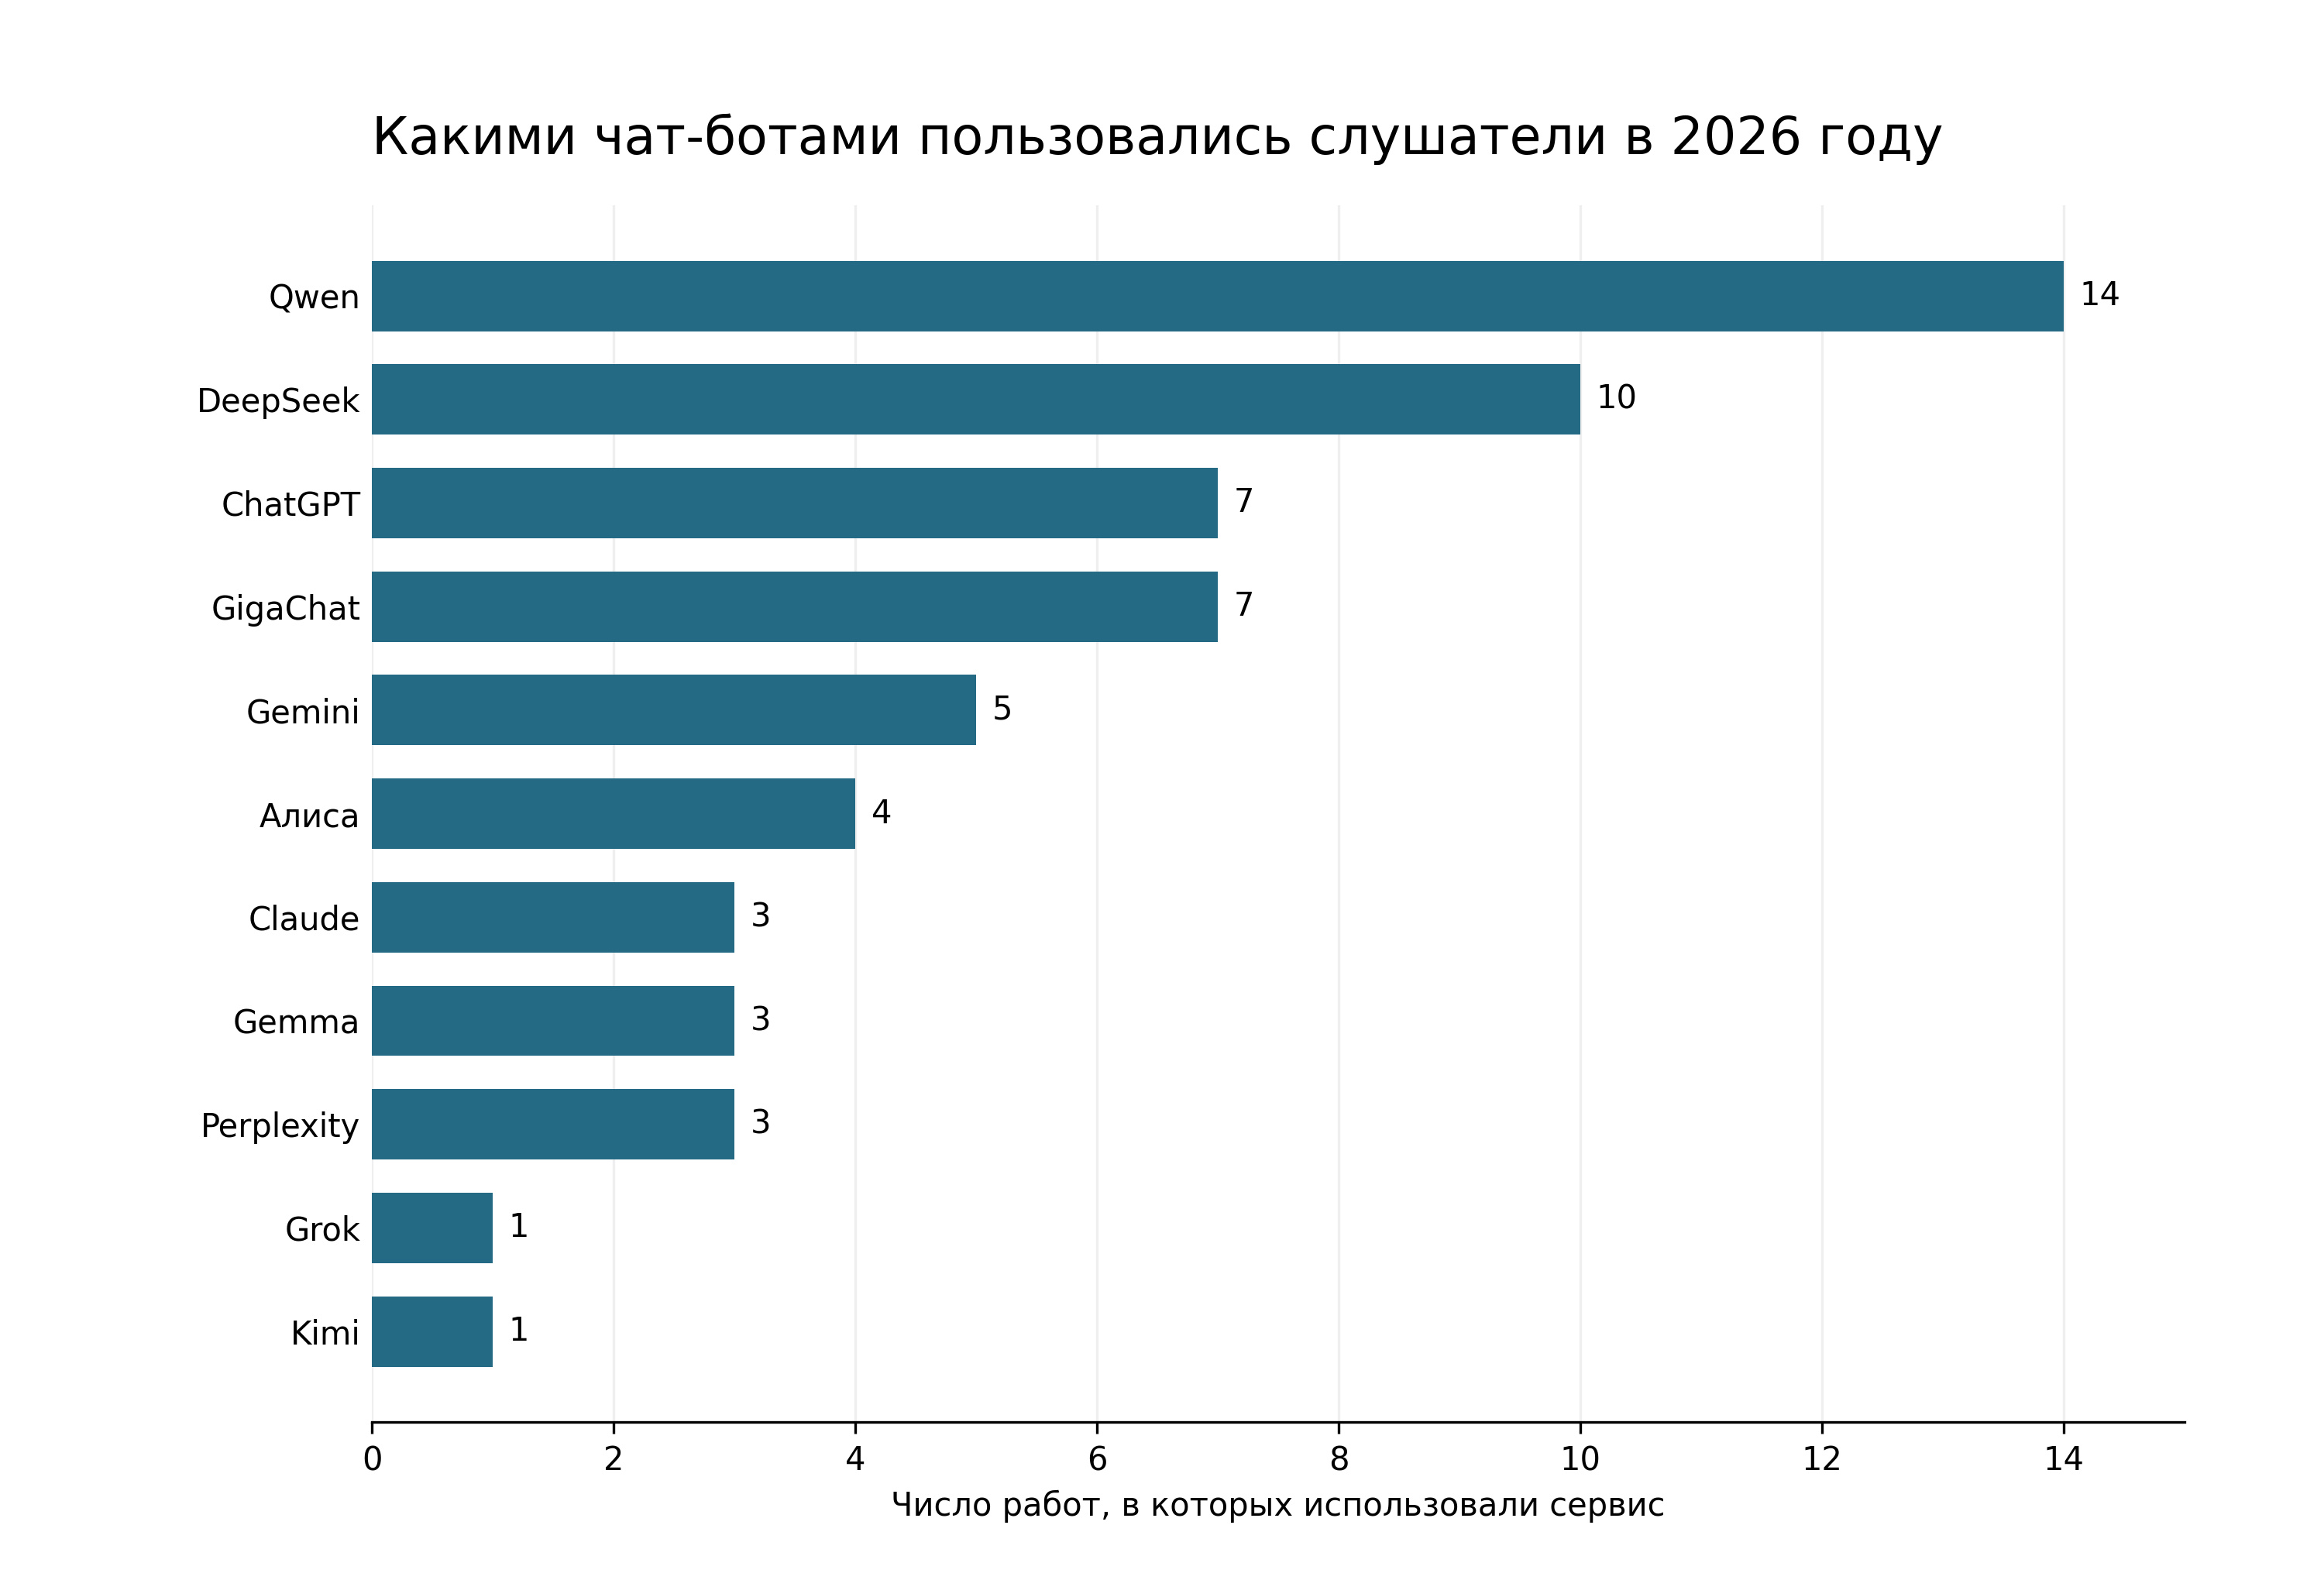 Какими чат-ботами пользовались слушатели в 2026 году
Qwen 14
DeepSeek 10
ChatGPT 7
GigaChat 7
Gemini 5
Алиса 4
Claude 3
Gemma 3
Perplexity 3
Grok 1
Kimi 1
0 2 4 6 8 10 12 14
Число работ, в которых использовали сервис